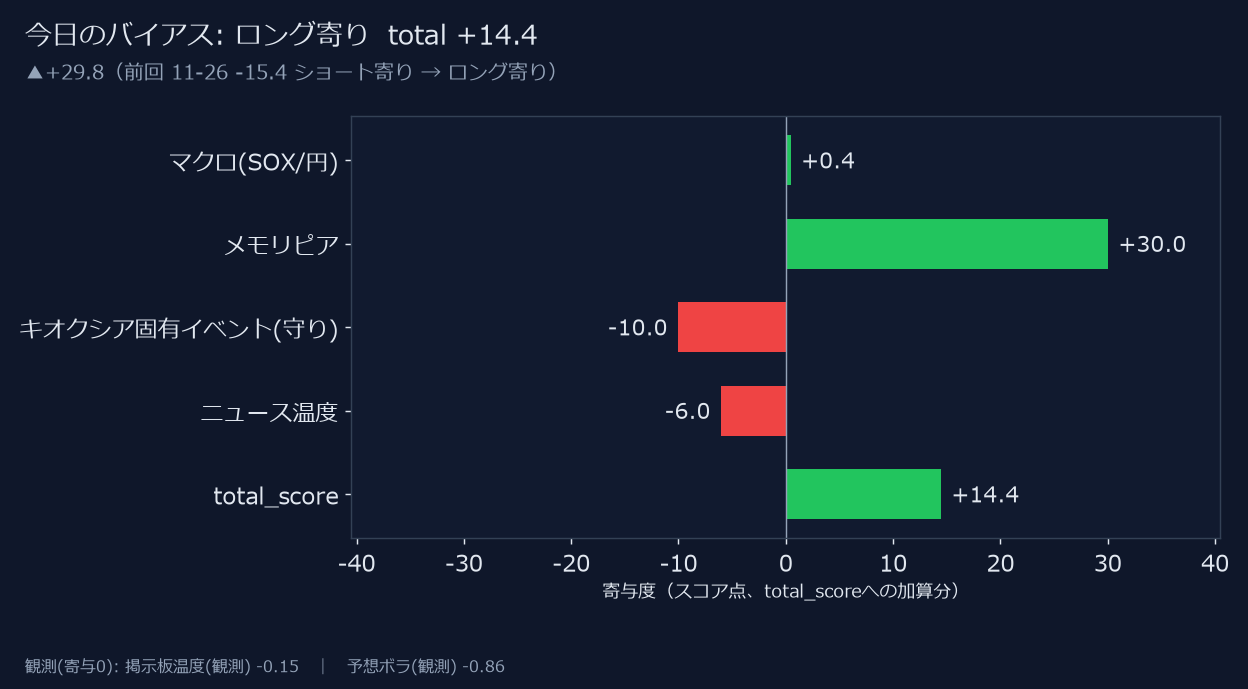 今日のバイアス: ロング寄り  total +14.4
▲+29.8（前回 11-26 -15.4 ショート寄り → ロング寄り）
マクロ(SOX/円)
+0.4
メモリピア
+30.0
キオクシア固有イベント(守り)
-10.0
ニュース温度
-6.0
total_score
+14.4
-40 -30 -20 -10 0 10 20 30 40
寄与度（スコア点、total_scoreへの加算分）
観測(寄与0): 掲示板温度(観測) -0.15 ｜ 予想ボラ(観測) -0.86